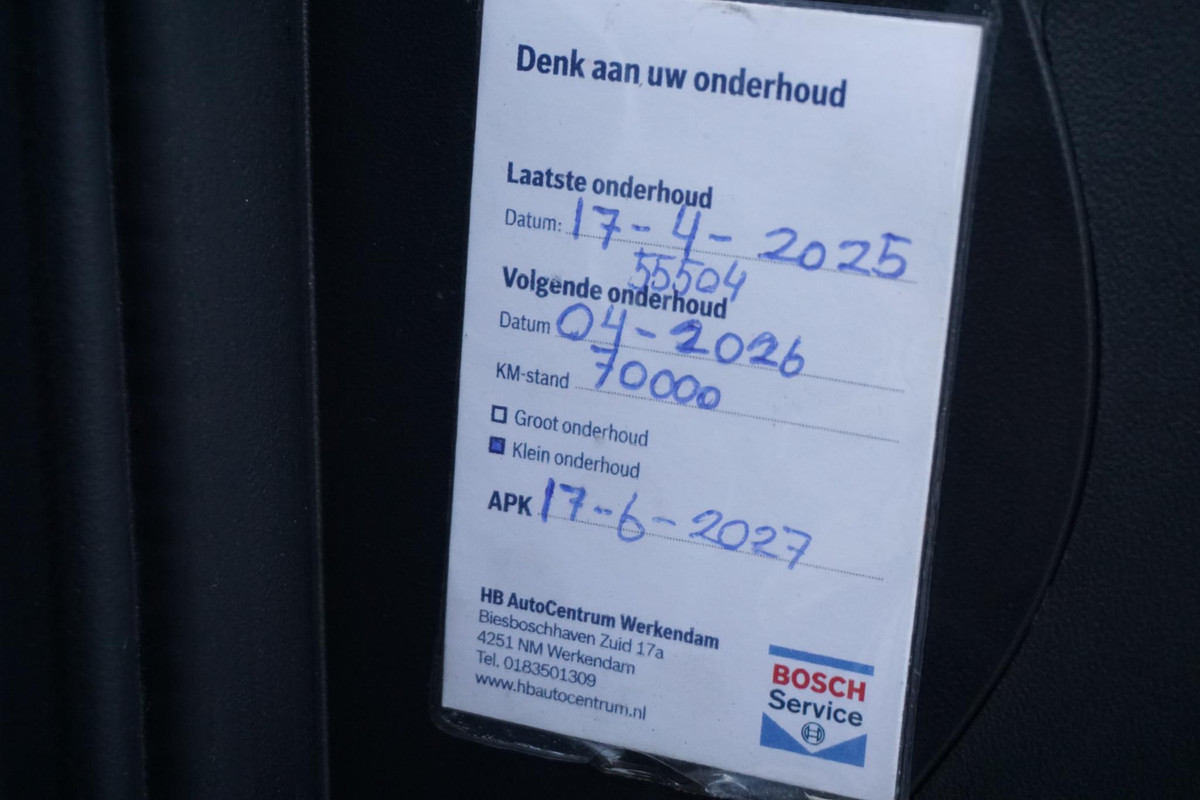 Denk aan uw onderhoud
Laatste onderhoud
Datum: 17-4-2025
55504
Volgende onderhoud
Datum 04-2026
KM-stand 70000
Groot onderhoud
Klein onderhoud
APK 17-6-2027
HB AutoCentrum Werkendam
Biesboschhaven Zuid 17a
4251 NM Werkendam
Tel. 0183501309
www.hbautocentrum.nl
BOSCH
Service